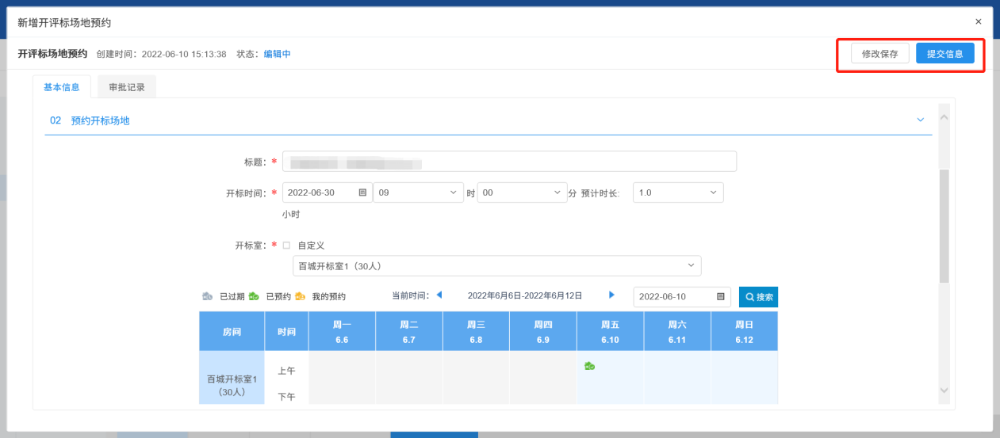 新增开评标场地预约 ×
开评标场地预约 创建时间：2022-06-10 15:13:38 状态：编辑中 修改保存 提交信息
基本信息 审批记录
02 预约开标场地
标题：*
开标时间：* 2022-06-30 09 时 00 分 预计时长: 1.0
小时
开标室：* 自定义
百城开标室1（30人）
已过期 已预约 我的预约 当前时间： 2022年6月6日-2022年6月12日 2022-06-10 搜索
房间 时间 周一 周二 周三 周四 周五 周六 周日
6.6 6.7 6.8 6.9 6.10 6.11 6.12
上午
百城开标室1
（30人）
下午